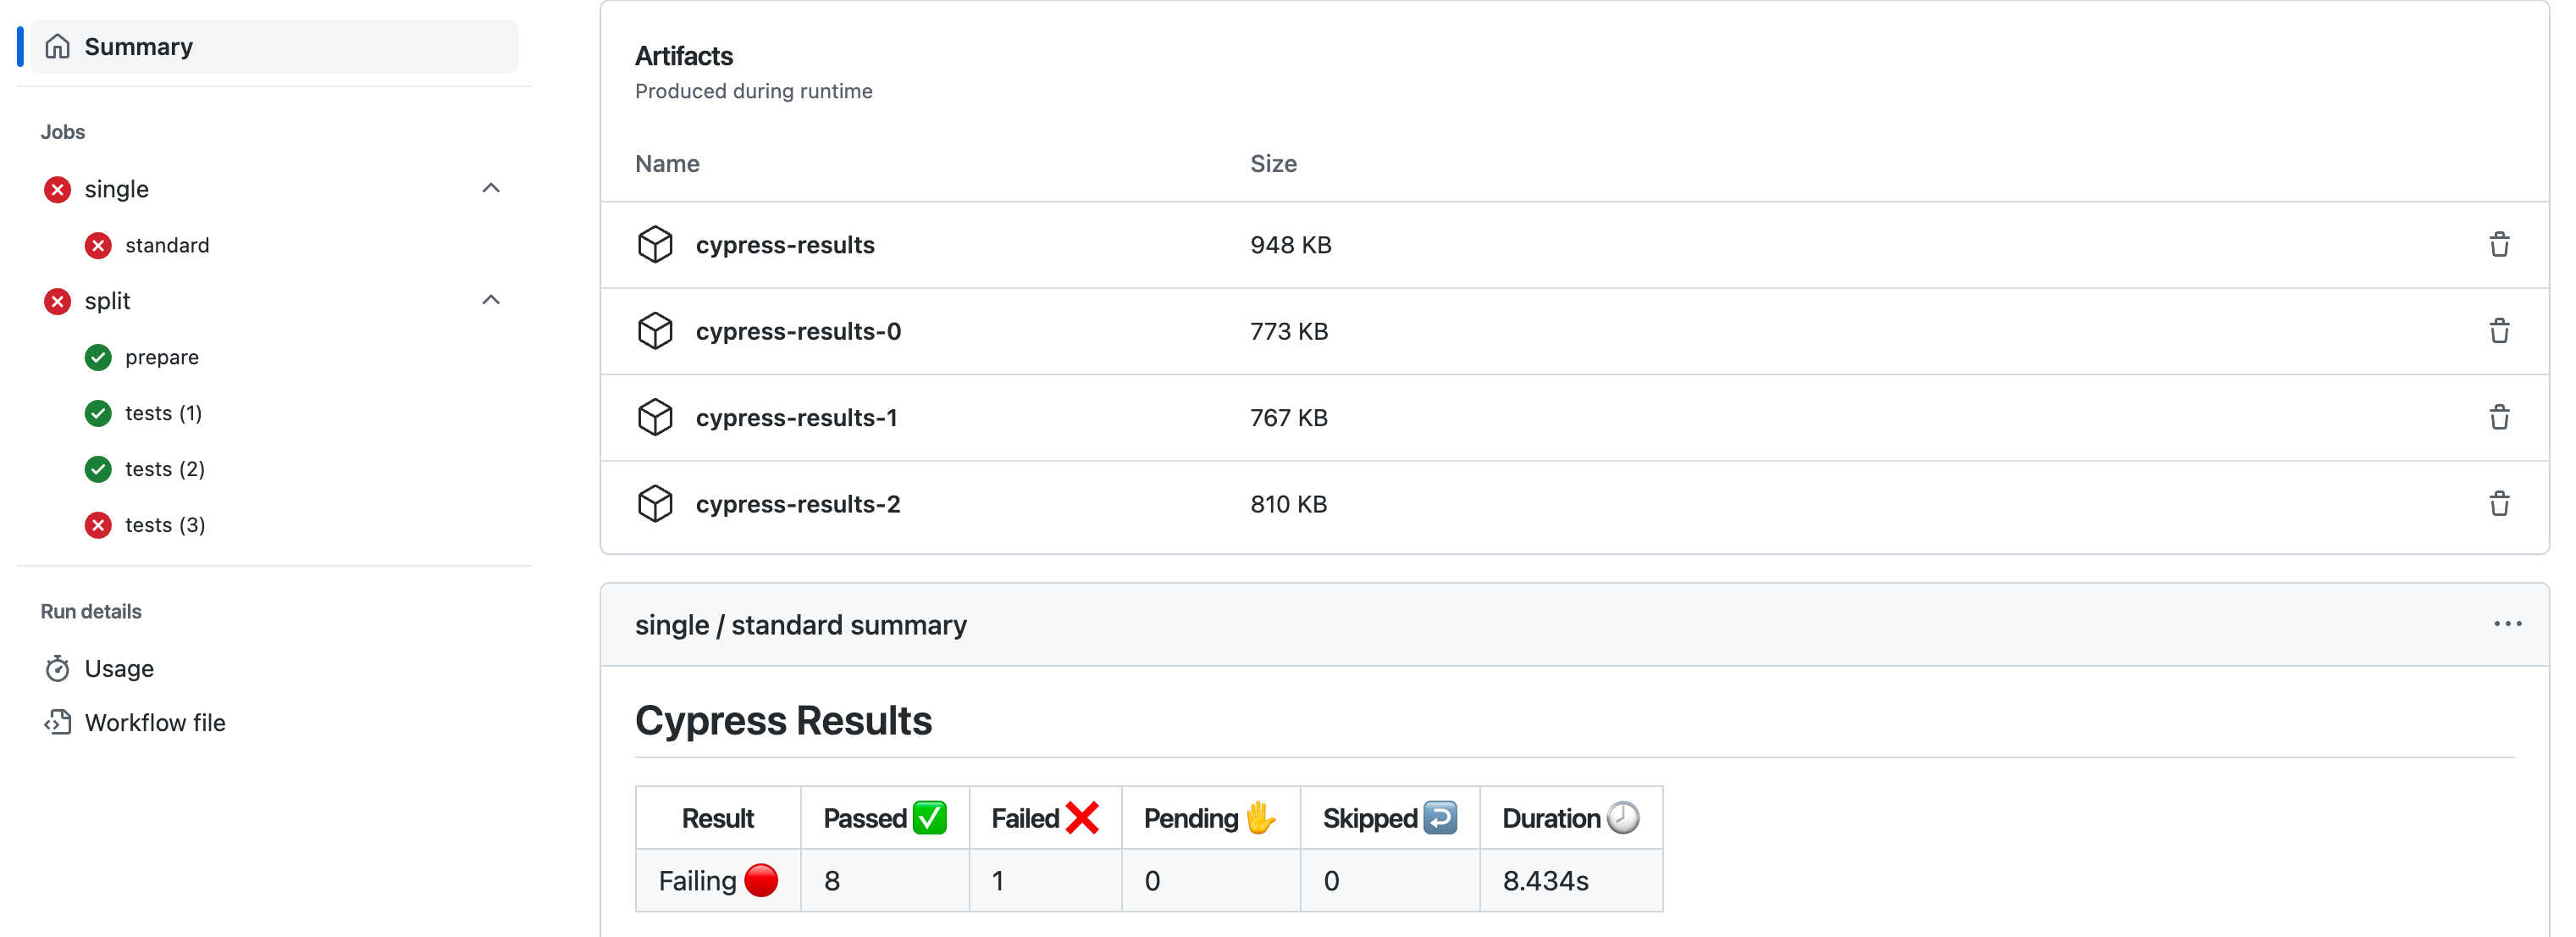 Summary
Jobs
single
standard
split
prepare
tests (1)
tests (2)
tests (3)
Run details
Usage
Workflow file
Artifacts
Produced during runtime
Name Size
cypress-results 948 KB
cypress-results-0 773 KB
cypress-results-1 767 KB
cypress-results-2 810 KB
single / standard summary
Cypress Results
Result Passed ✅ Failed ❌ Pending ✋ Skipped ↩️ Duration 🕗
Failing 🔴 8 1 0 0 8.434s